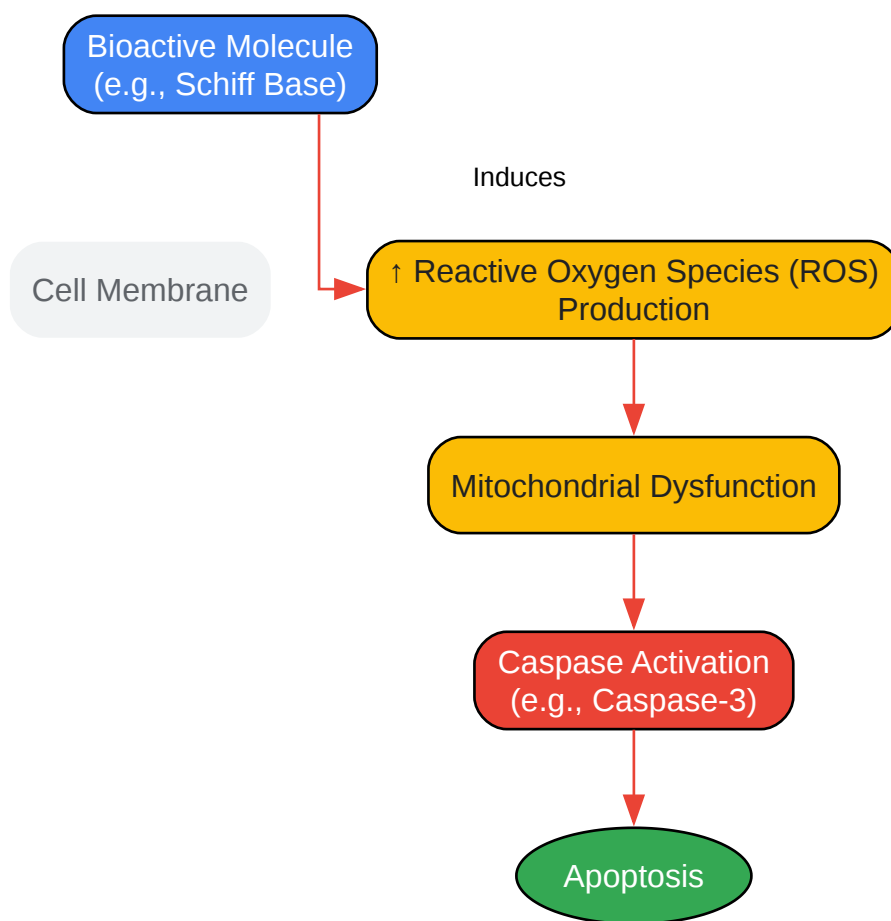 Bioactive Molecule
(e.g., Schiff Base)
Induces
Cell Membrane
↑ Reactive Oxygen Species (ROS)
Production
Mitochondrial Dysfunction
Caspase Activation
(e.g., Caspase-3)
Apoptosis